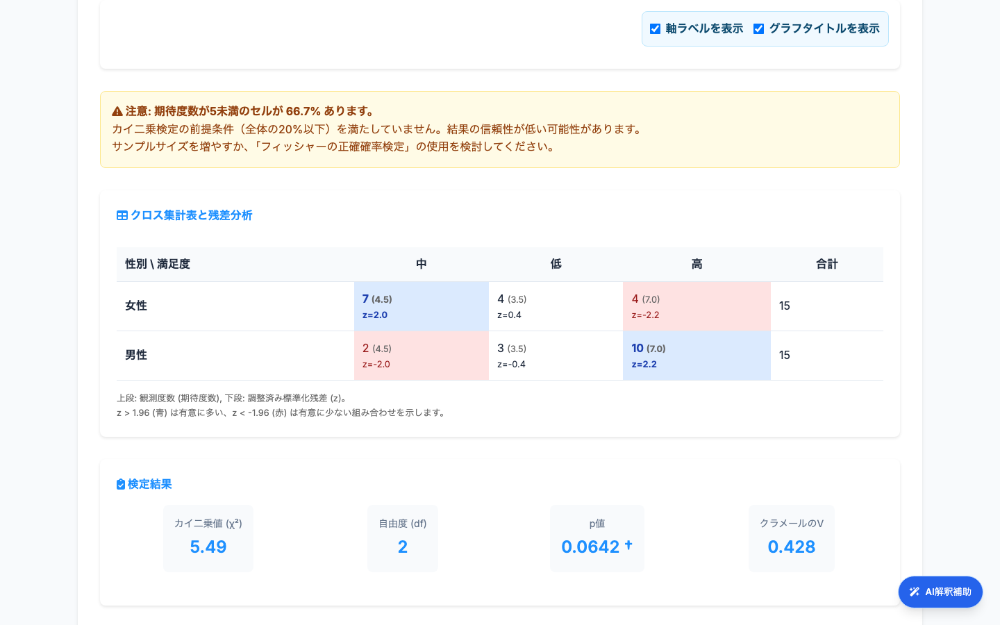 軸ラベルを表示 グラフタイトルを表示
注意: 期待度数が5未満のセルが 66.7% あります。
カイ二乗検定の前提条件（全体の20%以下）を満たしていません。結果の信頼性が低い可能性があります。
サンプルサイズを増やすか、「フィッシャーの正確確率検定」の使用を検討してください。
クロス集計表と残差分析
性別 \ 満足度 中 低 高 合計
女性 7 (4.5) 4 (3.5) 4 (7.0) 15
z=2.0 z=0.4 z=-2.2
男性 2 (4.5) 3 (3.5) 10 (7.0) 15
z=-2.0 z=-0.4 z=2.2
上段: 観測度数 (期待度数), 下段: 調整済み標準化残差 (z)。
z > 1.96 (青) は有意に多い、z < -1.96 (赤) は有意に少ない組み合わせを示します。
検定結果
カイ二乗値 (χ²) 自由度 (df) p値 クラメールのV
5.49 2 0.0642 † 0.428
AI解釈補助